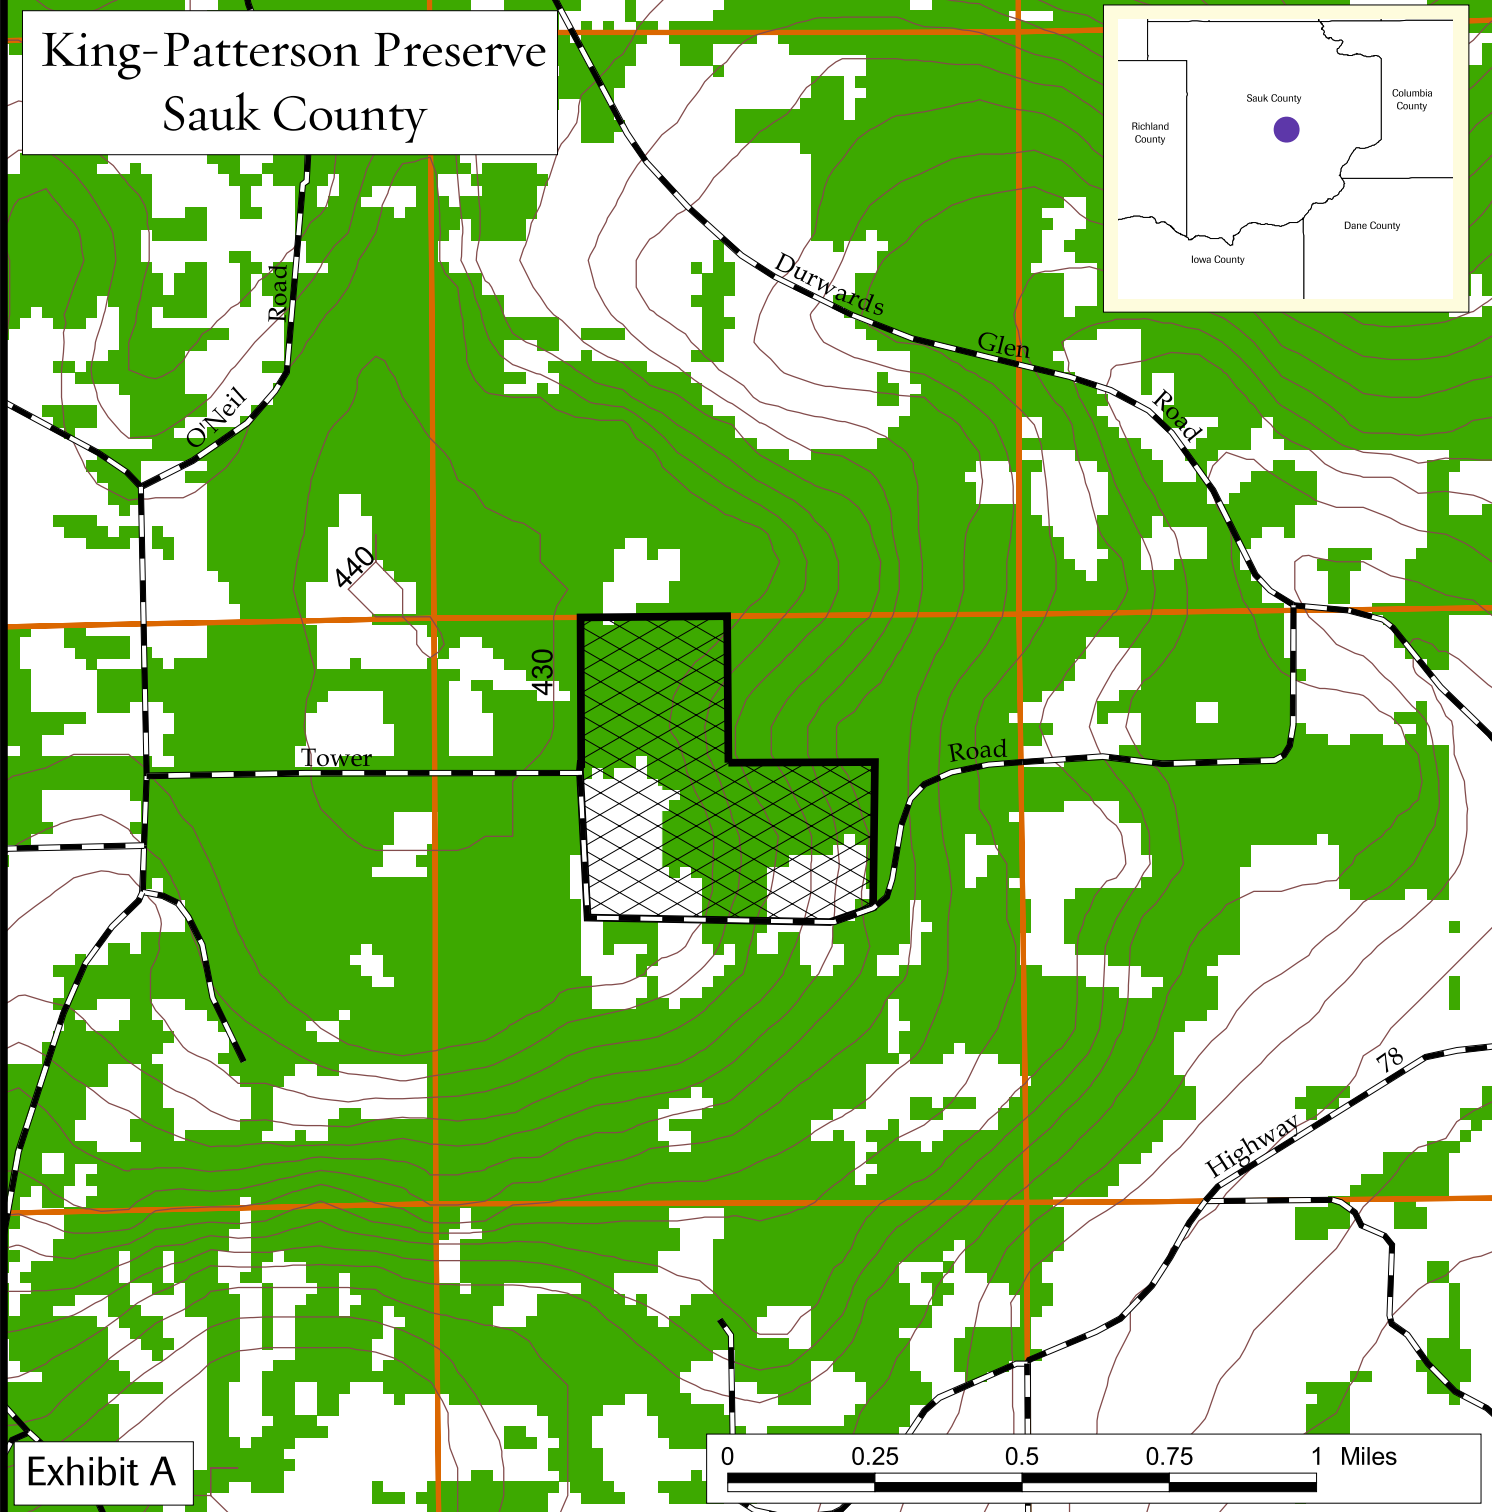 King-Patterson Preserve
Sauk County
Sauk County
Columbia
County
Richland
County
Dane County
Iowa County
Road
O'Neil
Durwards
Glen
Road
440
430
Tower
Road
78
Highway
Exhibit A
0 0.25 0.5 0.75 1 Miles